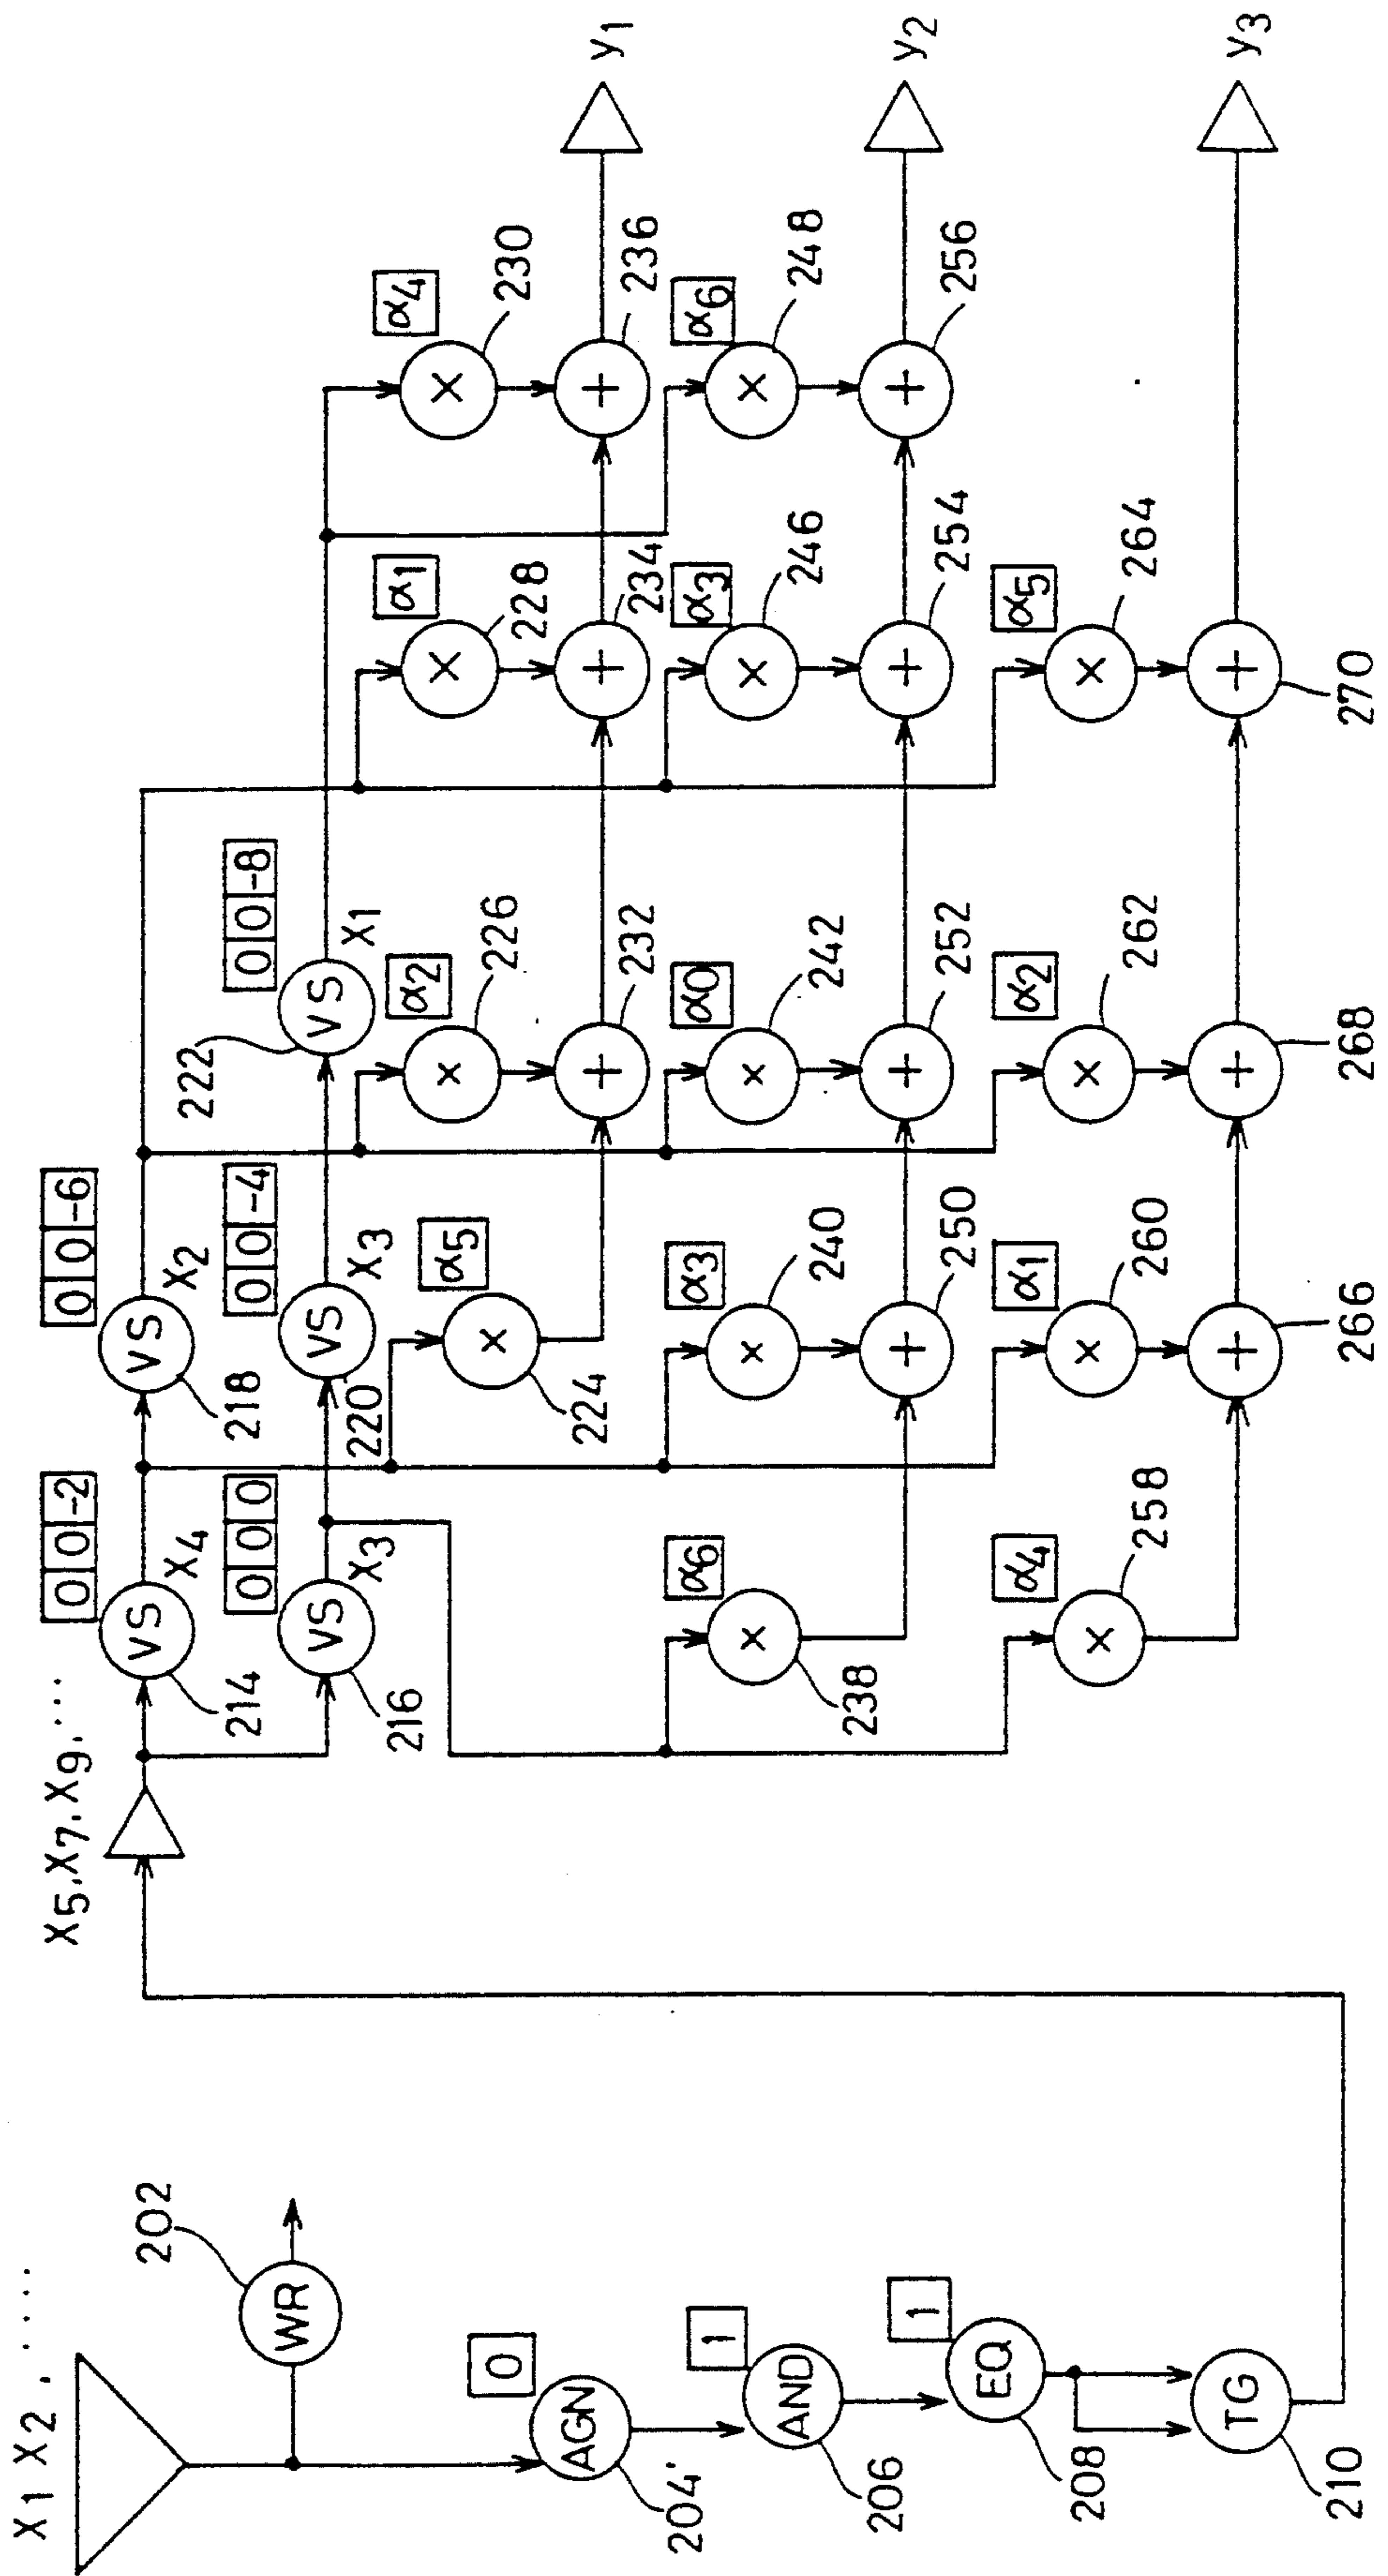 X1 X2, ·····
202
WR
0
AGN
204'
1
AND
206
1
EQ
208
TG
210
X5, X7, X9, ···
0 0 -2
VS
X4
214
0 0 0
VS
X3
216
0 0 -6
VS
X2
218
0 0 -4
VS
X3
220
0 0 -8
VS
X1
222
α5
×
224
α2
×
226
α1
×
228
α4
×
230
+
232
+
234
+
236
y1
α6
×
238
α3
×
240
α0
×
242
α3
×
246
α6
×
248
+
250
+
252
+
254
+
256
y2
α4
×
258
α1
×
260
α2
×
262
α5
×
264
+
266
+
268
+
270
y3